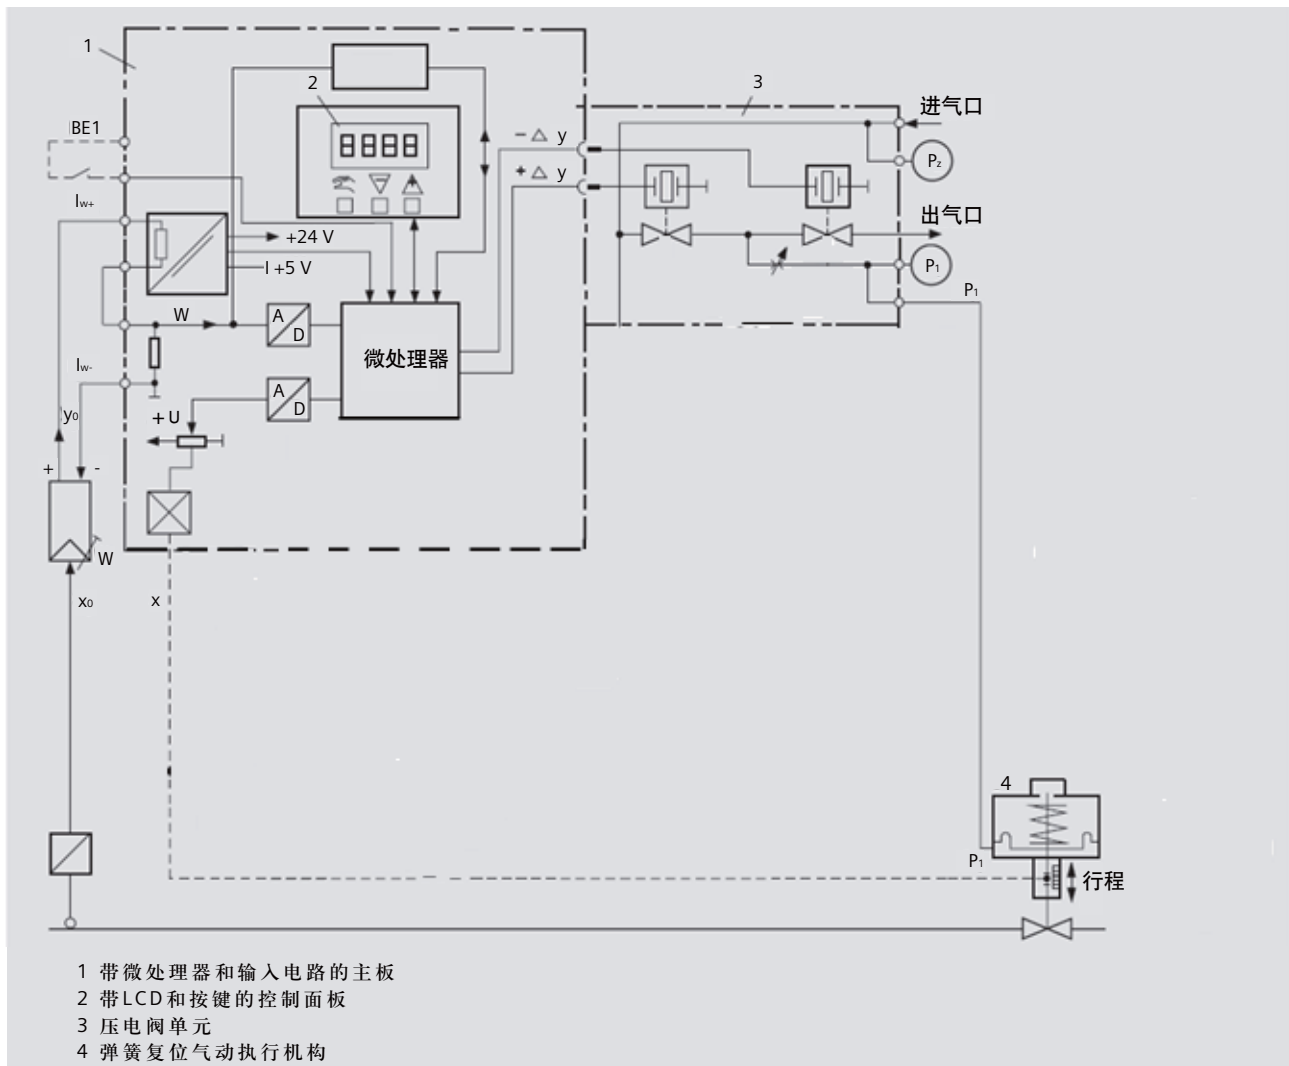 1
2
3
进气口
BE1
− △ y
8888
Pz
+ △ y
Iw+
出气口
+24 V
I +5 V
P1
P1
W
A
D
微处理器
Iw-
A
D
y0
+U
+
-
W
x0
x
4
P1
行程
1 带微处理器和输入电路的主板
2 带LCD和按键的控制面板
3 压电阀单元
4 弹簧复位气动执行机构